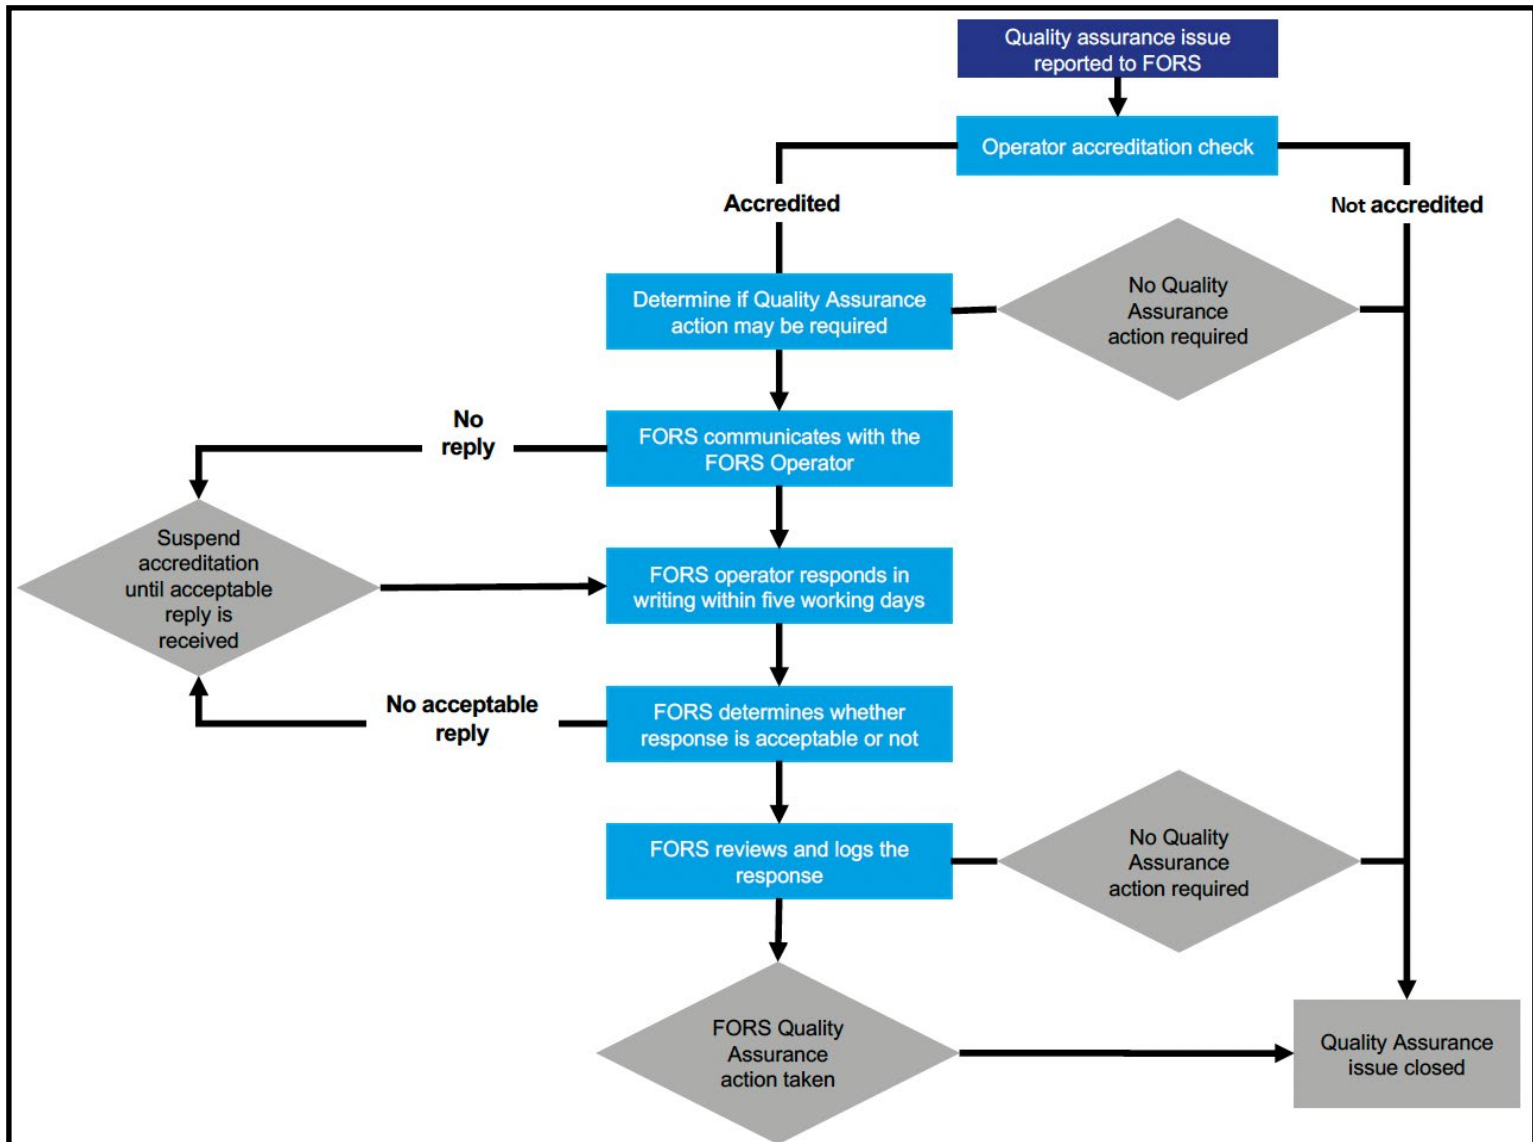 Quality assurance issue
reported to FORS
Operator accreditation check
Accredited
Not accredited
Determine if Quality Assurance
action may be required
No Quality
Assurance
action required
No
reply
FORS communicates with the
FORS Operator
Suspend
accreditation
until acceptable
reply is
received
FORS operator responds in
writing within five working days
No acceptable
reply
FORS determines whether
response is acceptable or not
FORS reviews and logs the
response
No Quality
Assurance
action required
FORS Quality
Assurance
action taken
Quality Assurance
issue closed